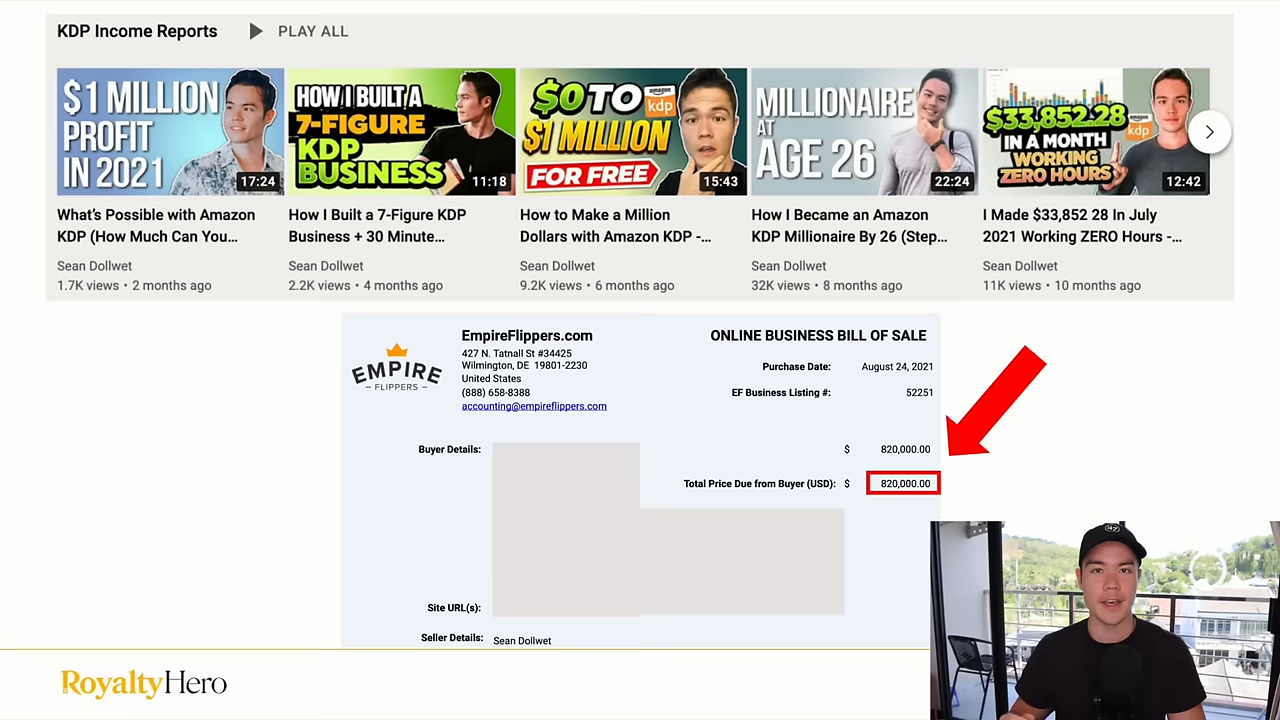 KDP Income Reports
PLAY ALL
$1 MILLION
PROFIT
IN 2021
17:24
HOW I BUILT A
7-FIGURE
KDP
BUSINESS
11:18
$0 TO
amazon
kdp
$1 MILLION
FOR FREE
15:43
MILLIONAIRE
AT
AGE 26
22:24
$33,852.28
amazon
kdp
IN A MONTH
WORKING
ZERO HOURS
12:42
What's Possible with Amazon
KDP (How Much Can You...
Sean Dollwet
1.7K views • 2 months ago
How I Built a 7-Figure KDP
Business + 30 Minute...
Sean Dollwet
2.2K views • 4 months ago
How to Make a Million
Dollars with Amazon KDP -...
Sean Dollwet
9.2K views • 6 months ago
How I Became an Amazon
KDP Millionaire By 26 (Step...
Sean Dollwet
32K views • 8 months ago
I Made $33,852 28 In July
2021 Working ZERO Hours -...
Sean Dollwet
11K views • 10 months ago
EMPIRE
FLIPPERS
EmpireFlippers.com
427 N. Tatnall St #34425
Wilmington, DE 19801-2230
United States
(888) 658-8388
accounting@empireflippers.com
ONLINE BUSINESS BILL OF SALE
Purchase Date: August 24, 2021
EF Business Listing #: 52251
Buyer Details:
$ 820,000.00
Total Price Due from Buyer (USD): $ 820,000.00
Site URL(s):
Seller Details: Sean Dollwet
RoyaltyHero